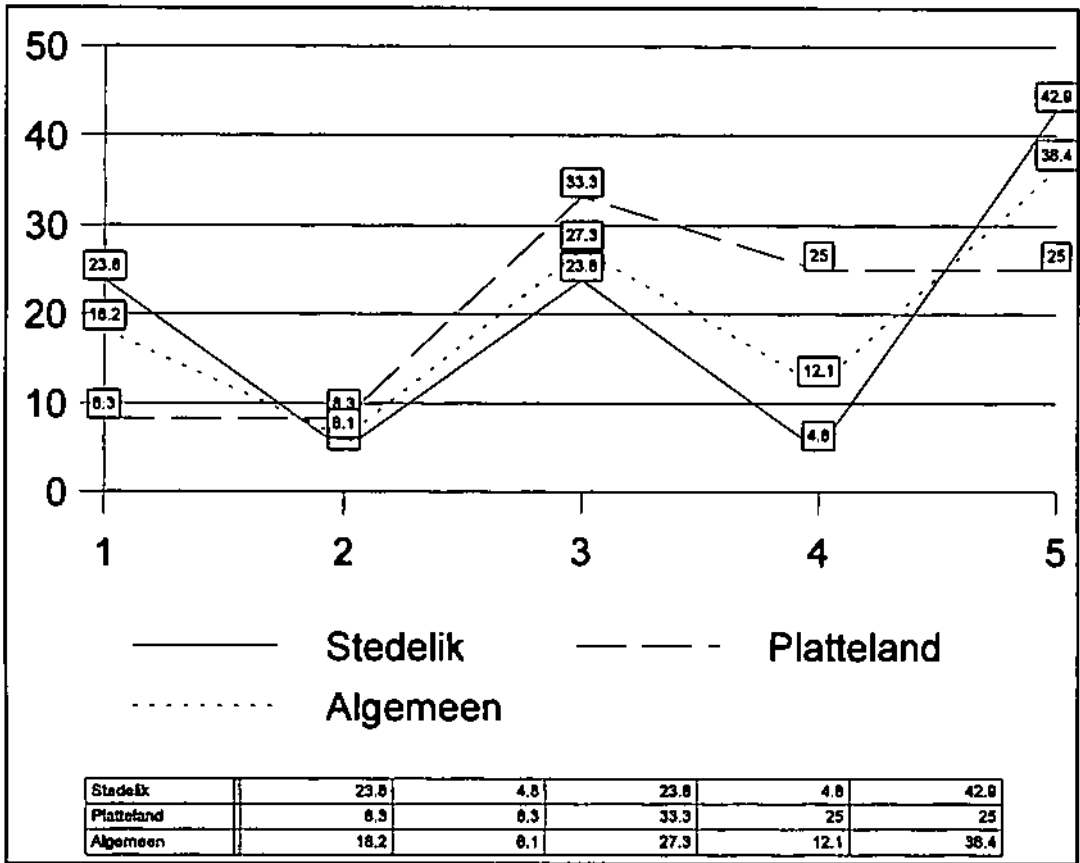 50
42.9
40
36.4
33.3
30
27.3
23.8 23.8 25 25
20
18.2
12.1
10
8.3 8.3
6.1 4.8
0
1 2 3 4 5
Stedelik Platteland
Algemeen
Stedelik 23.8 4.8 23.8 4.8 42.9
Platteland 8.3 8.3 33.3 25 25
Algemeen 18.2 6.1 27.3 12.1 36.4